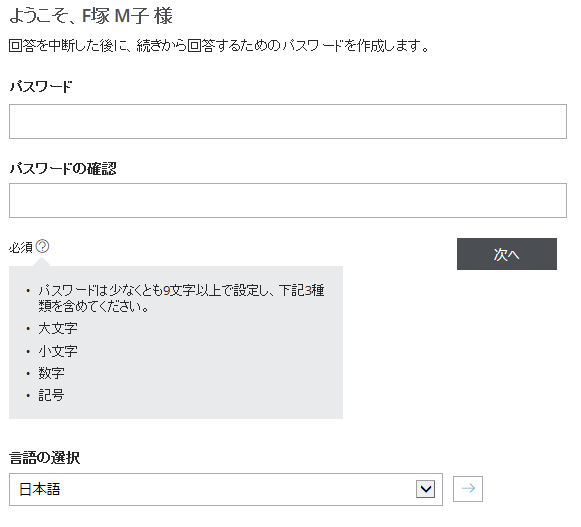 ようこそ、F塚 M子 様
回答を中断した後に、続きから回答するためのパスワードを作成します。
パスワード
パスワードの確認
必須?
次へ
・ パスワードは少なくとも9文字以上で設定し、下記3種
類を含めてください。
・ 大文字
・ 小文字
・ 数字
・ 記号
言語の選択
日本語
→